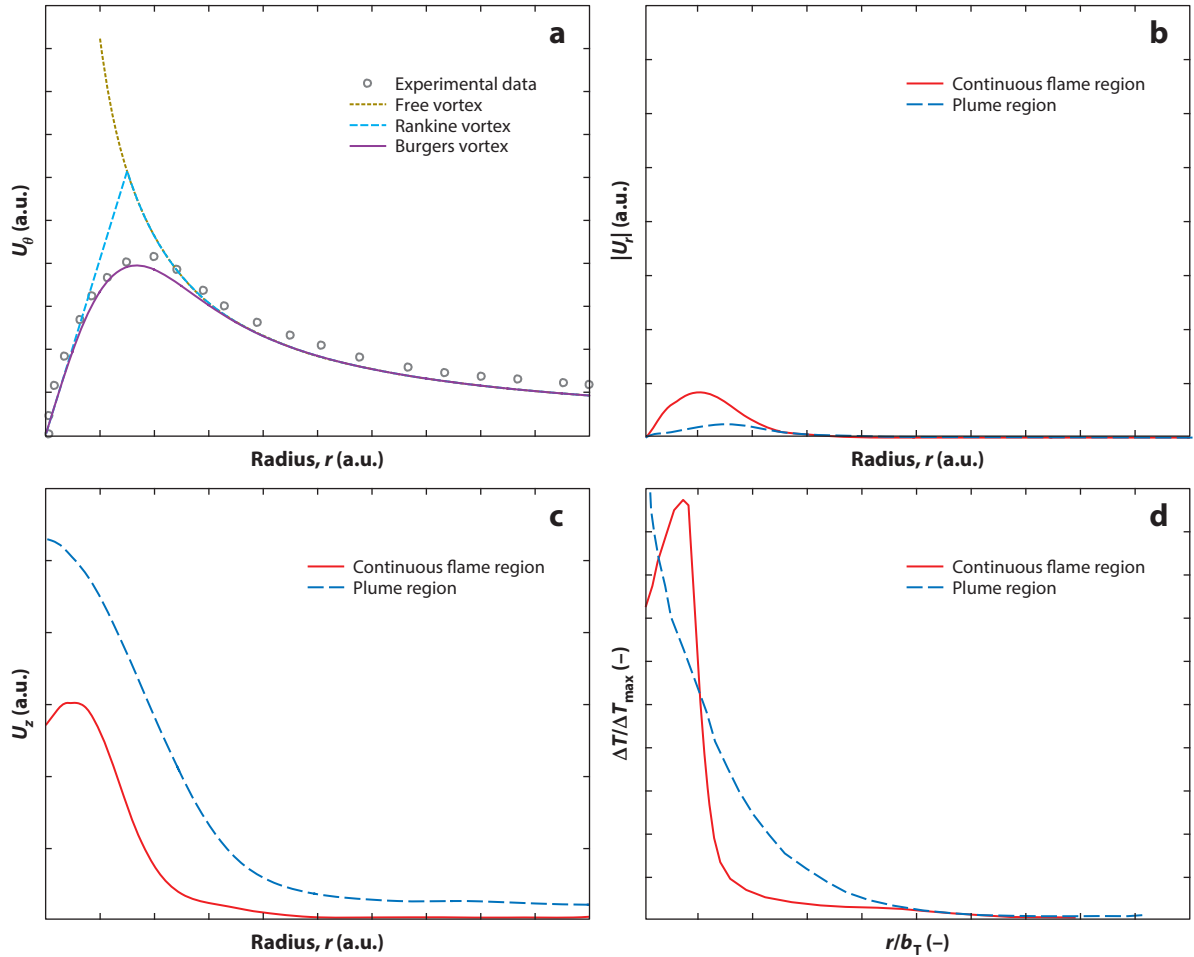 a
Experimental data
Free vortex
Rankine vortex
Burgers vortex
U_θ (a.u.)
Radius, r (a.u.)
b
Continuous flame region
Plume region
|U_r| (a.u.)
Radius, r (a.u.)
c
Continuous flame region
Plume region
U_z (a.u.)
Radius, r (a.u.)
d
Continuous flame region
Plume region
ΔT/ΔT_max (–)
r/b_T (–)